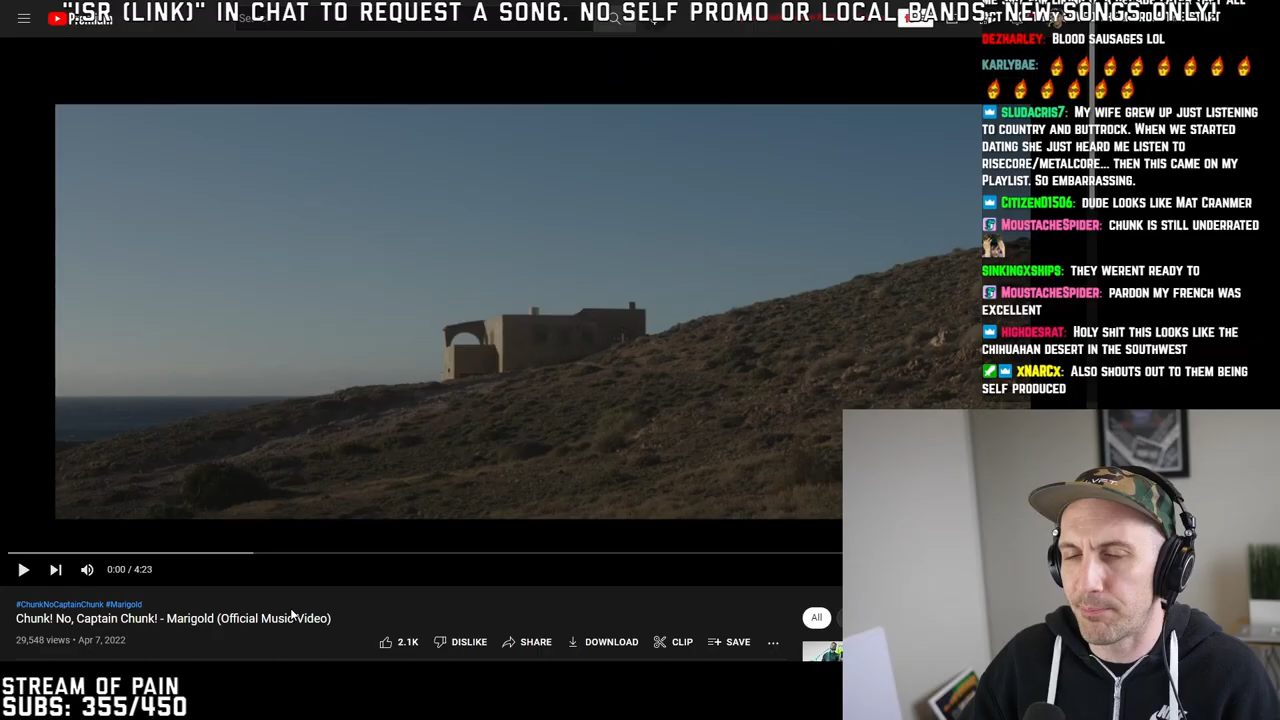 "!SR (LINK)" IN CHAT TO REQUEST A SONG. NO SELF PROMO OR LOCAL BANDS. NEW SONGS ONLY!
Premium
DEZHARLEY: BLOOD SAUSAGES LOL
KARLYBAE:
SLUDACRIS7: MY WIFE GREW UP JUST LISTENING
TO COUNTRY AND BUTTROCK. WHEN WE STARTED
DATING SHE JUST HEARD ME LISTEN TO
RISECORE/METALCORE... THEN THIS CAME ON MY
PLAYLIST. SO EMBARRASSING.
CITIZEN01506: DUDE LOOKS LIKE MAT CRANMER
MOUSTACHESPIDER: CHUNK IS STILL UNDERRATED
SINKINGXSHIPS: THEY WERENT READY TO
MOUSTACHESPIDER: PARDON MY FRENCH WAS
EXCELLENT
HIGHDESRAT: HOLY SHIT THIS LOOKS LIKE THE
CHIHUAHAN DESERT IN THE SOUTHWEST
XNARCX: ALSO SHOUTS OUT TO THEM BEING
SELF PRODUCED
0:00 / 4:23
#ChunkNoCaptainChunk #Marigold
Chunk! No, Captain Chunk! - Marigold (Official Music Video)
29,548 views • Apr 7, 2022
2.1K DISLIKE SHARE DOWNLOAD CLIP SAVE
All
STREAM OF PAIN
SUBS: 355/450